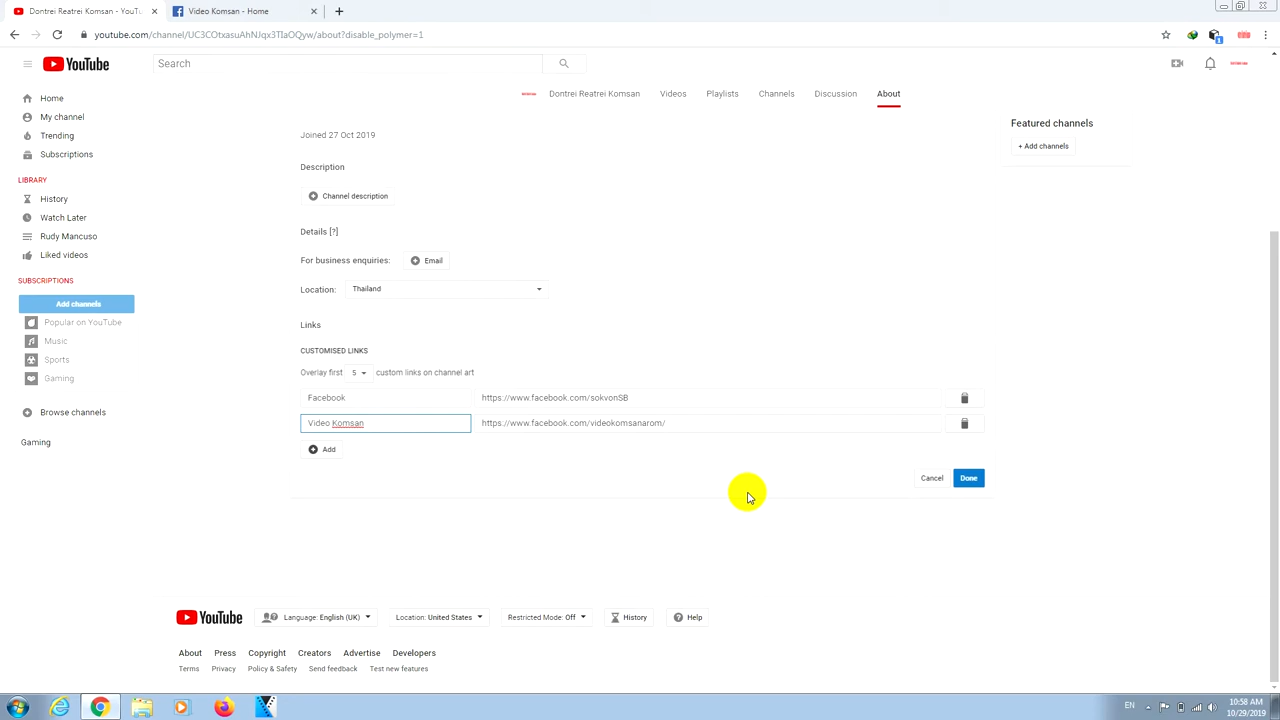 Dontrei Reatrei Komsan - YouTub
Video Komsan - Home
youtube.com/channel/UC3COtxasuAhNJqx3TIaOQyw/about?disable_polymer=1
YouTube
Search
Home
My channel
Trending
Subscriptions
LIBRARY
History
Watch Later
Rudy Mancuso
Liked videos
SUBSCRIPTIONS
Add channels
Popular on YouTube
Music
Sports
Gaming
Browse channels
Gaming
Dontrei Reatrei Komsan Videos Playlists Channels Discussion About
Joined 27 Oct 2019
Description
Channel description
Details [?]
For business enquiries: Email
Location: Thailand
Links
CUSTOMISED LINKS
Overlay first 5 custom links on channel art
Facebook https://www.facebook.com/sokvonSB
Video Komsan https://www.facebook.com/videokomsanarom/
Add
Cancel Done
Featured channels
+ Add channels
YouTube Language: English (UK) Location: United States Restricted Mode: Off History Help
About Press Copyright Creators Advertise Developers
Terms Privacy Policy & Safety Send feedback Test new features
EN
10:58 AM
10/29/2019